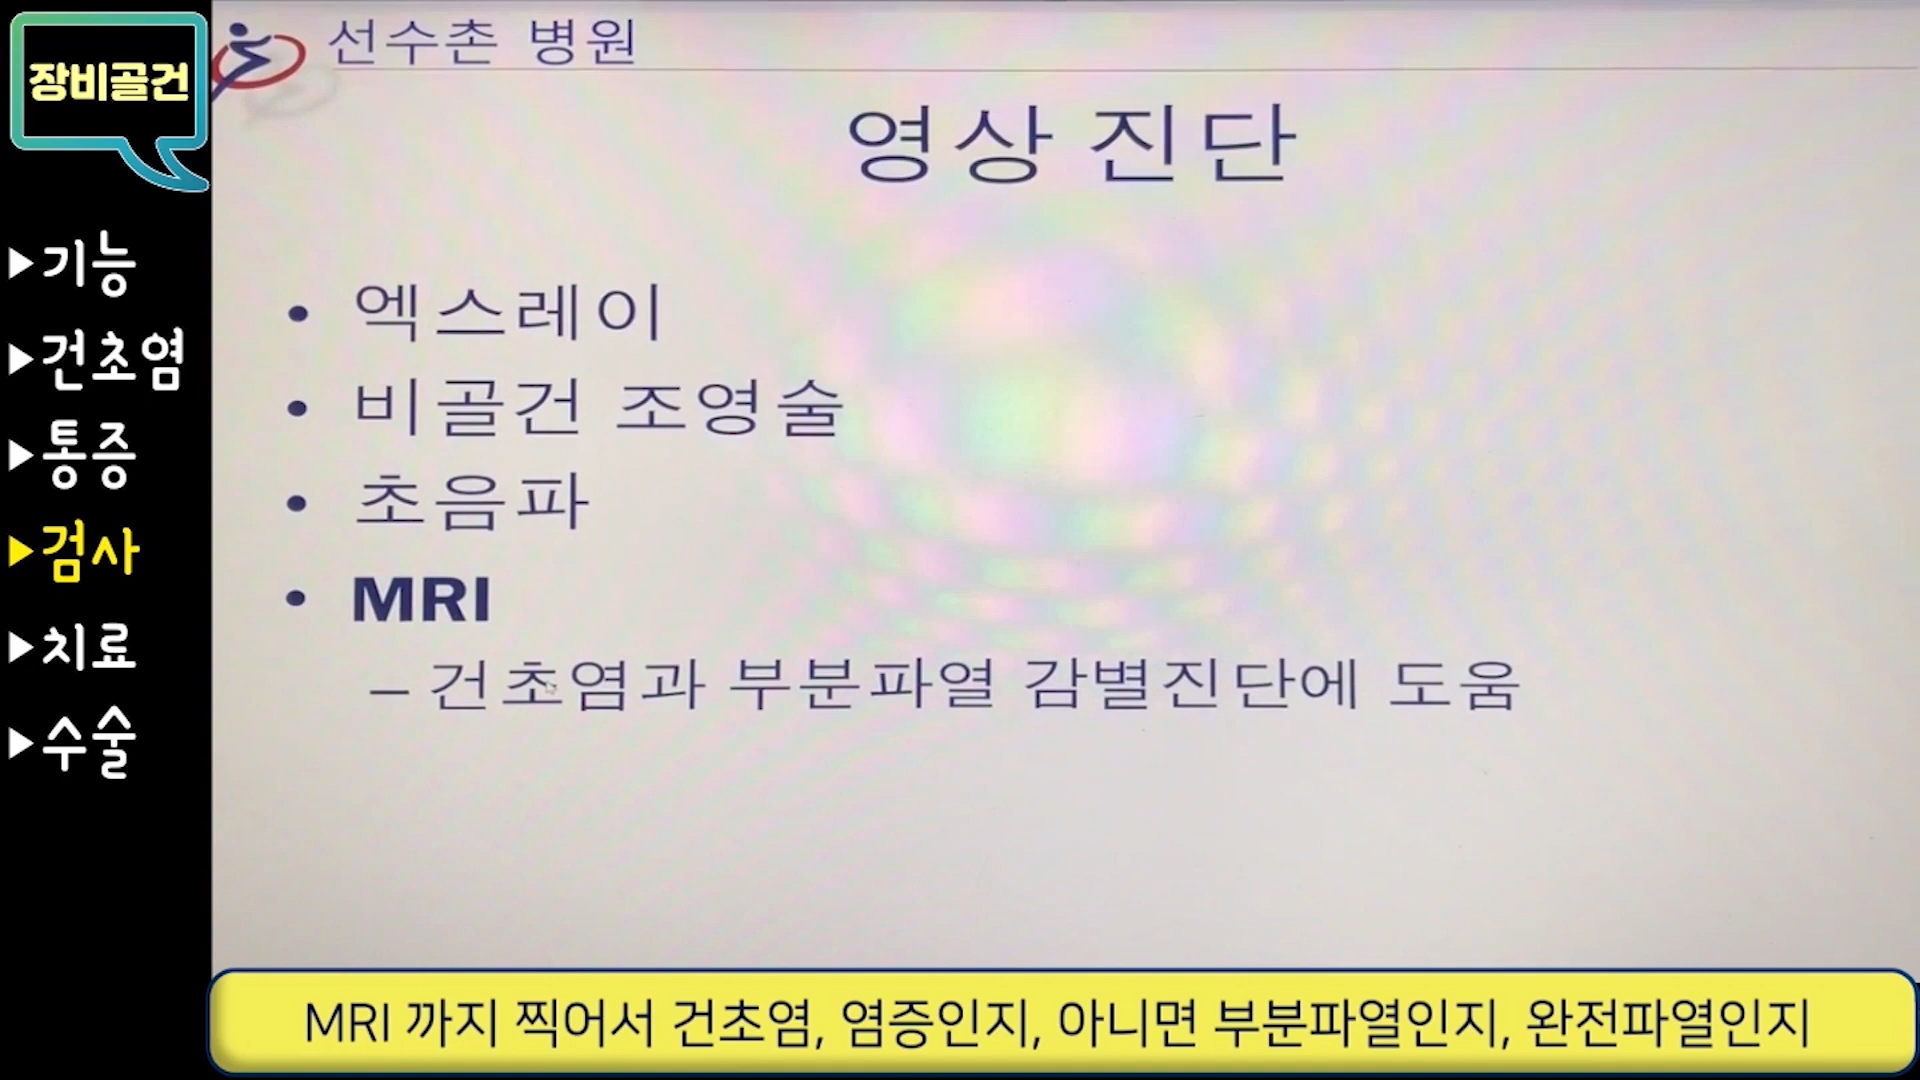 장비골건
▶기능
▶건초염
▶통증
▶검사
▶치료
▶수술
선수촌 병원
영상 진단
• 엑스레이
• 비골건 조영술
• 초음파
• MRI
– 건초염과 부분파열 감별진단에 도움
MRI 까지 찍어서 건초염, 염증인지, 아니면 부분파열인지, 완전파열인지